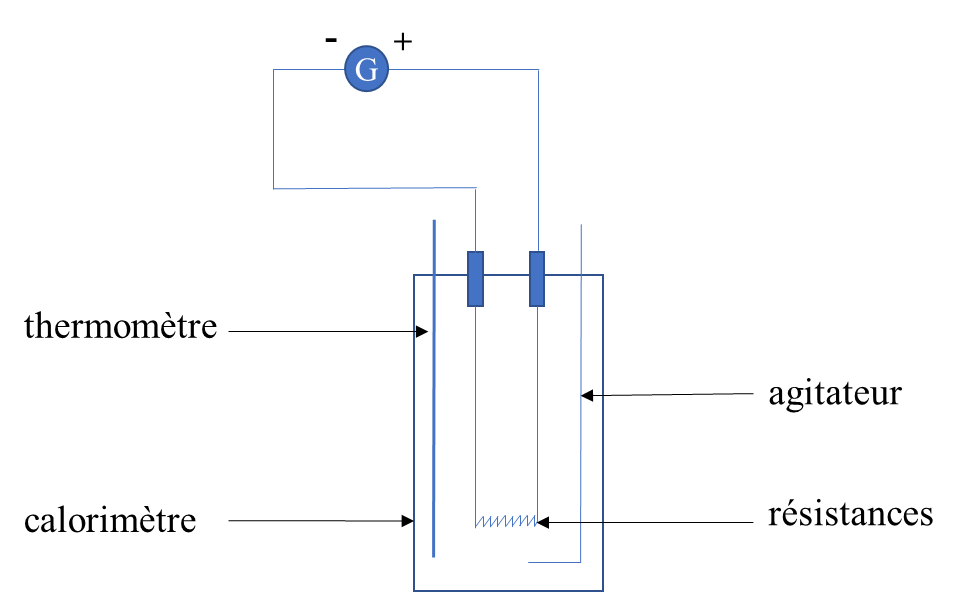 - +
G
thermomètre
agitateur
calorimètre
résistances